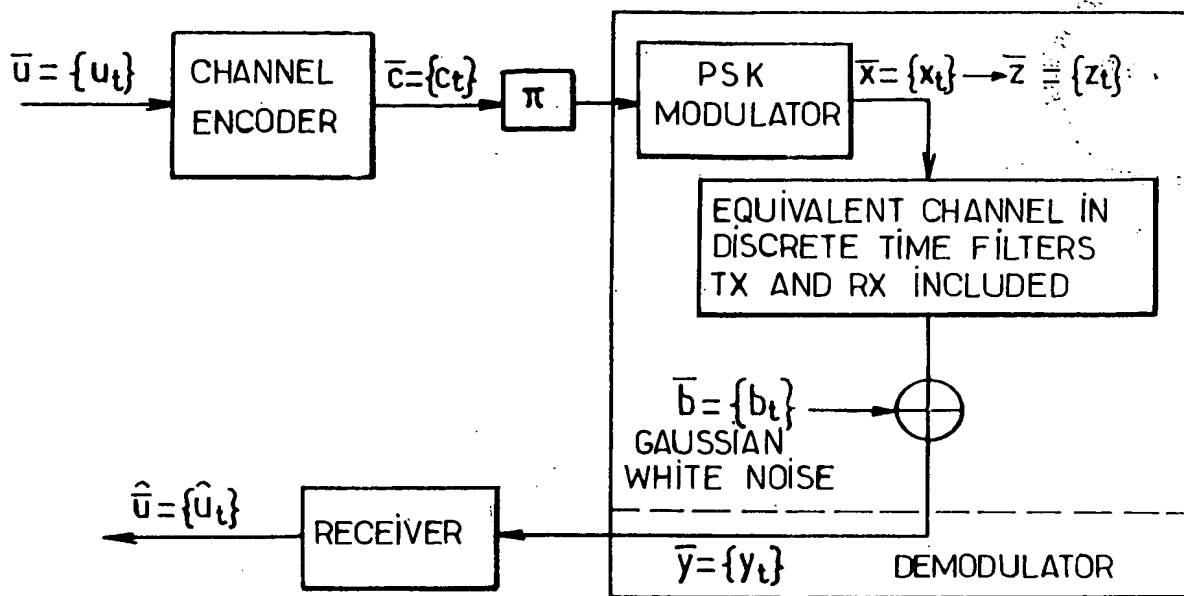 ū={u_t}
CHANNEL
ENCODER
c̄={c_t}
π
PSK
MODULATOR
x̄={x_t} → z̄ = {z_t}
EQUIVALENT CHANNEL IN
DISCRETE TIME FILTERS
TX AND RX INCLUDED
b̄={b_t}
GAUSSIAN
WHITE NOISE
ū̂={û_t}
RECEIVER
ȳ={y_t}
DEMODULATOR